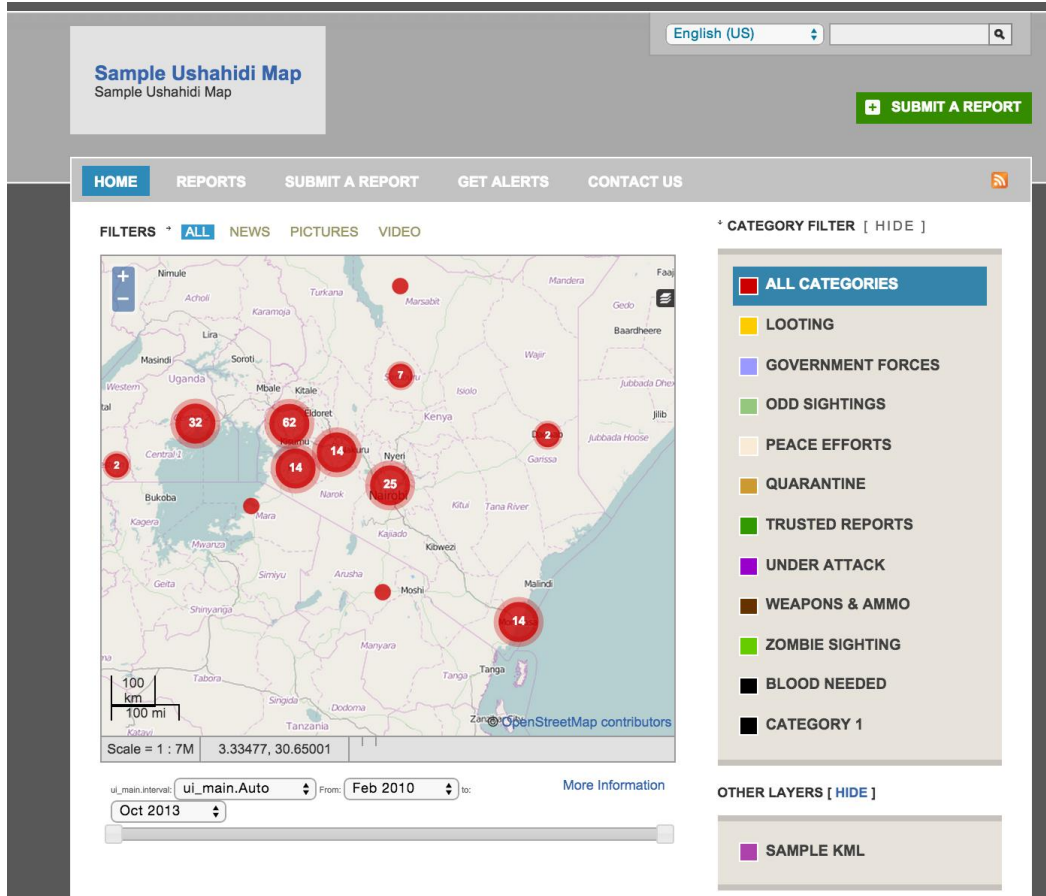 English (US)
Sample Ushahidi Map
Sample Ushahidi Map
SUBMIT A REPORT
HOME REPORTS SUBMIT A REPORT GET ALERTS CONTACT US
FILTERS ALL NEWS PICTURES VIDEO
CATEGORY FILTER [ HIDE ]
+
−
Nimule
Acholi
Turkana
Marsabit
Mandera
Karamoja
Gedo
Baardheere
Lira
Masindi
Soroti
Wajir
Western
Uganda
Mbale
Kitale
7
Isiolo
Eldoret
Kenya
Jilib
32
62
14
2
Jubbada Hoose
Central1
Nyeri
Garissa
2
14
25
Bukoba
Narok
Nairobi
Kitui
Tana River
Kagera
Mara
Mwanza
Kajiado
Kibwezi
Geita
Simiyu
Arusha
Moshi
Malindi
Shinyanga
14
Manyara
Tabora
Tanga
Tanga
100
km
100 mi
Singida
Dodoma
Katavi
Tanzania
© OpenStreetMap contributors
Scale = 1 : 7M 3.33477, 30.65001
ui_main.interval: ui_main.Auto From: Feb 2010 to:
Oct 2013
More Information
ALL CATEGORIES
LOOTING
GOVERNMENT FORCES
ODD SIGHTINGS
PEACE EFFORTS
QUARANTINE
TRUSTED REPORTS
UNDER ATTACK
WEAPONS & AMMO
ZOMBIE SIGHTING
BLOOD NEEDED
CATEGORY 1
OTHER LAYERS [ HIDE ]
SAMPLE KML